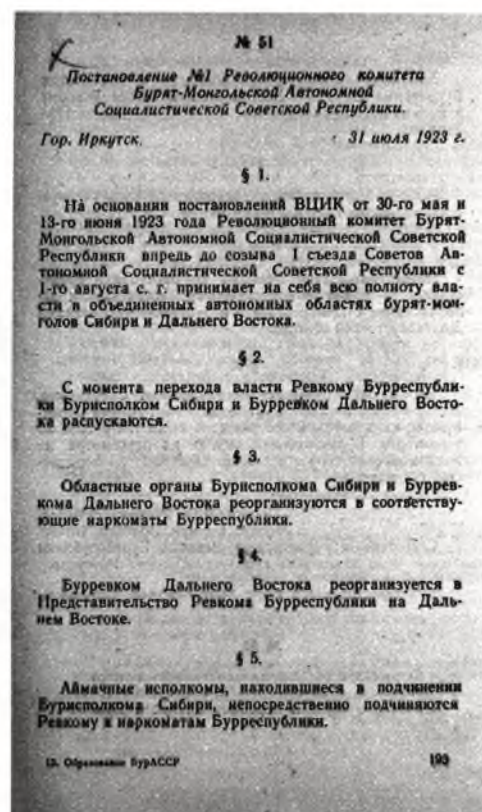 № 51
Постановление №1 Революционного комитета
Бурят-Монгольской Автономной
Социалистической Советской Республики.
Гор. Иркутск. 31 июля 1923 г.
§ 1.
На основании постановлений ВЦИК от 30-го мая и
13-го июня 1923 года Революционный комитет Бурят-
Монгольской Автономной Социалистической Советской
Республики впредь до созыва I съезда Советов Ав-
тономной Социалистической Советской Республики с
1-го августа с. г. принимает на себя всю полноту вла-
сти в объединенных автономных областях бурят-мон-
голов Сибири и Дальнего Востока.
§ 2.
С момента перехода власти Ревкому Бурреспубли-
ки Бурисполком Сибири и Бурревком Дальнего Восто-
ка распускаются.
§ 3.
Областные органы Бурисполкома Сибири и Буррев-
кома Дальнего Востока реорганизуются в соответству-
ющие наркоматы Бурреспублики.
§ 4.
Бурревком Дальнего Востока реорганизуется в
Представительство Ревкома Бурреспублики на Даль-
нем Востоке.
§ 5.
Аймачные исполкомы, находившиеся в подчинении
Бурисполкома Сибири, непосредственно подчиняются
Ревкому и наркоматам Бурреспублики.
13. Образование БурАССР 193